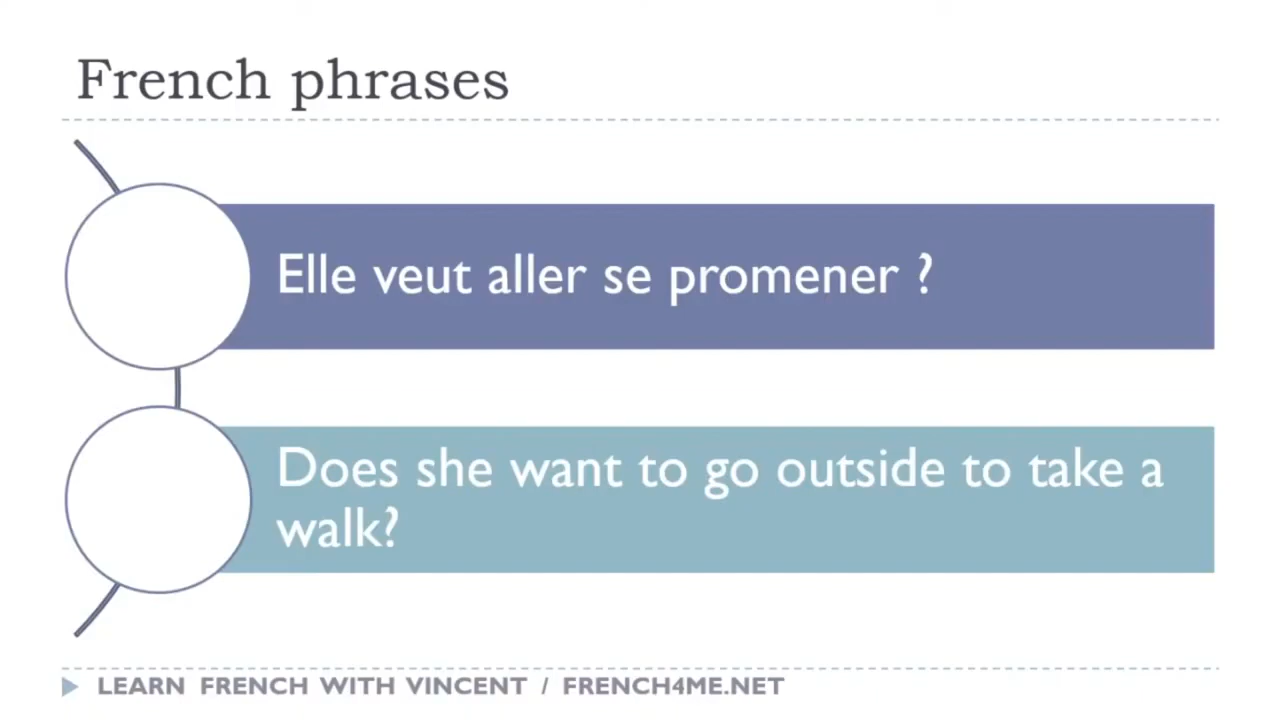 French phrases
Elle veut aller se promener ?
Does she want to go outside to take a
walk?
LEARN FRENCH WITH VINCENT / FRENCH4ME.NET